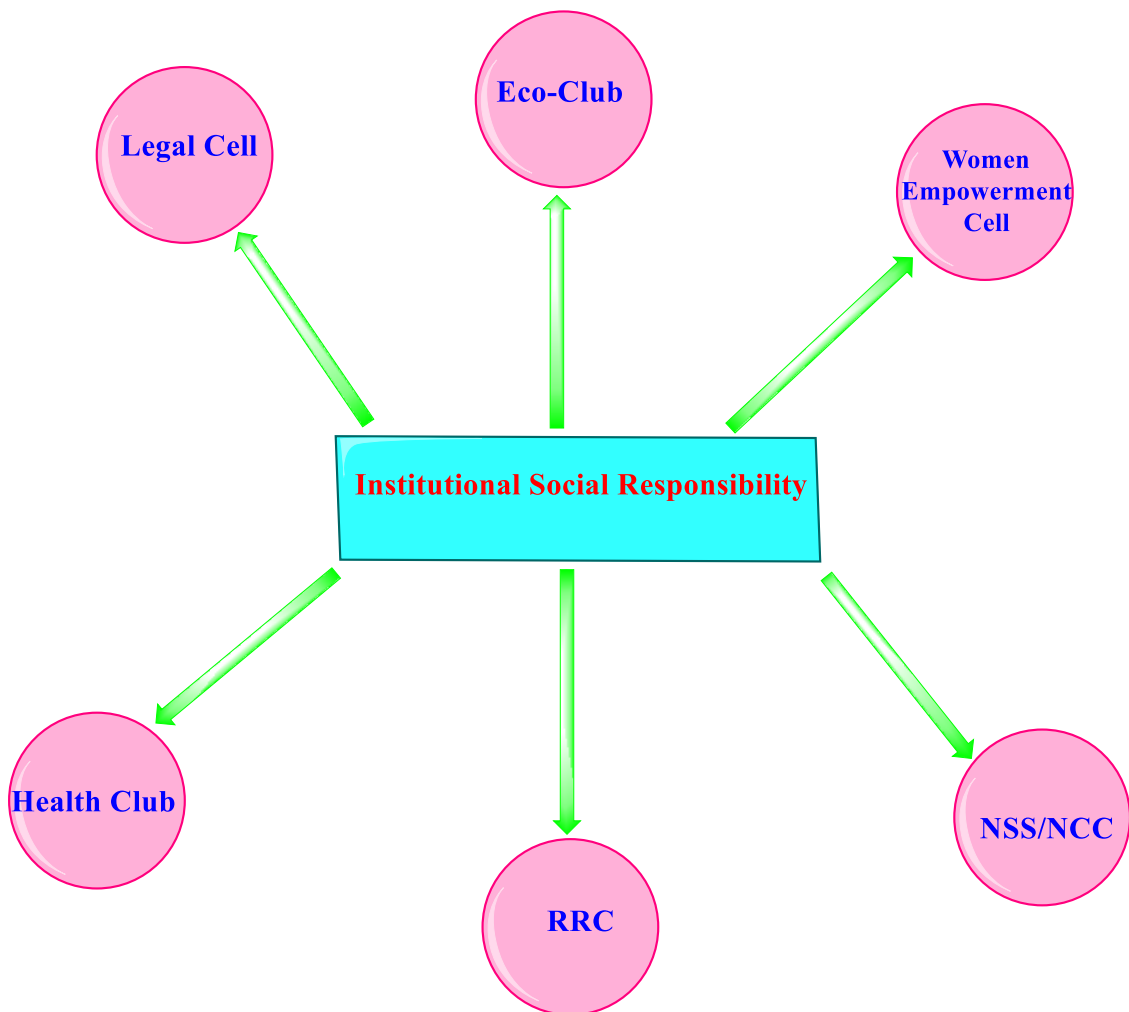 Eco-Club
Legal Cell
Women
Empowerment
Cell
Institutional Social Responsibility
Health Club
NSS/NCC
RRC